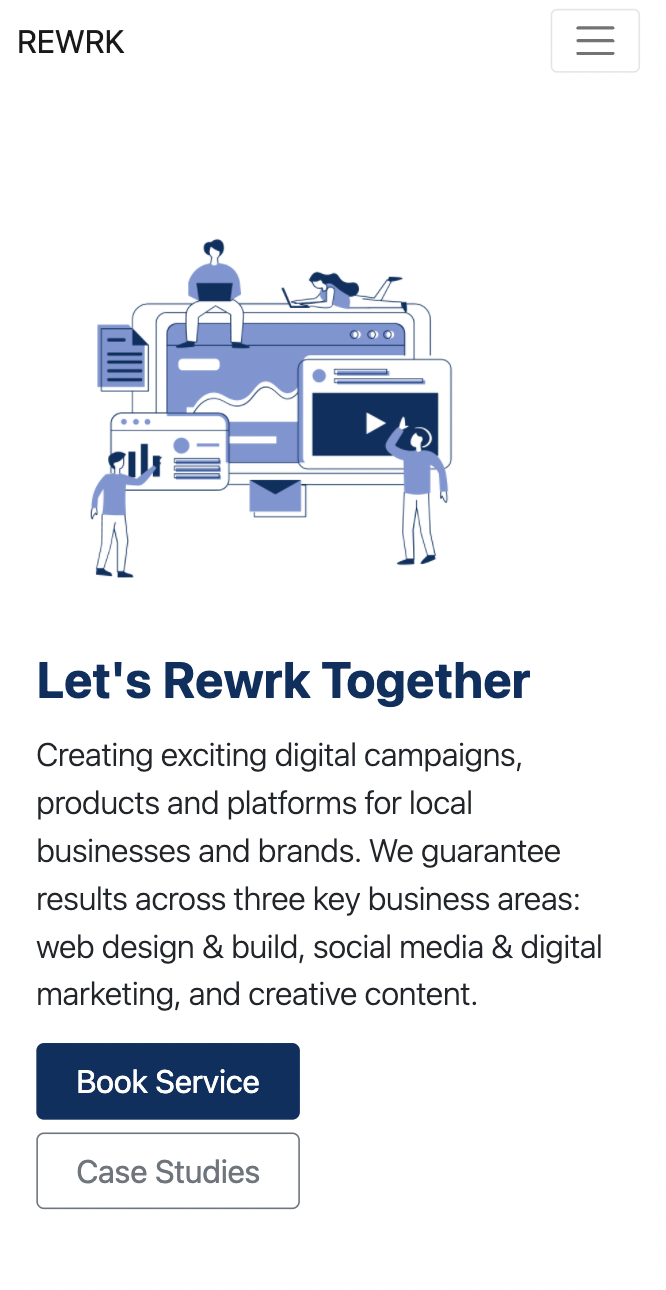 REWRK
Let's Rewrk Together
Creating exciting digital campaigns,
products and platforms for local
businesses and brands. We guarantee
results across three key business areas:
web design & build, social media & digital
marketing, and creative content.
Book Service
Case Studies